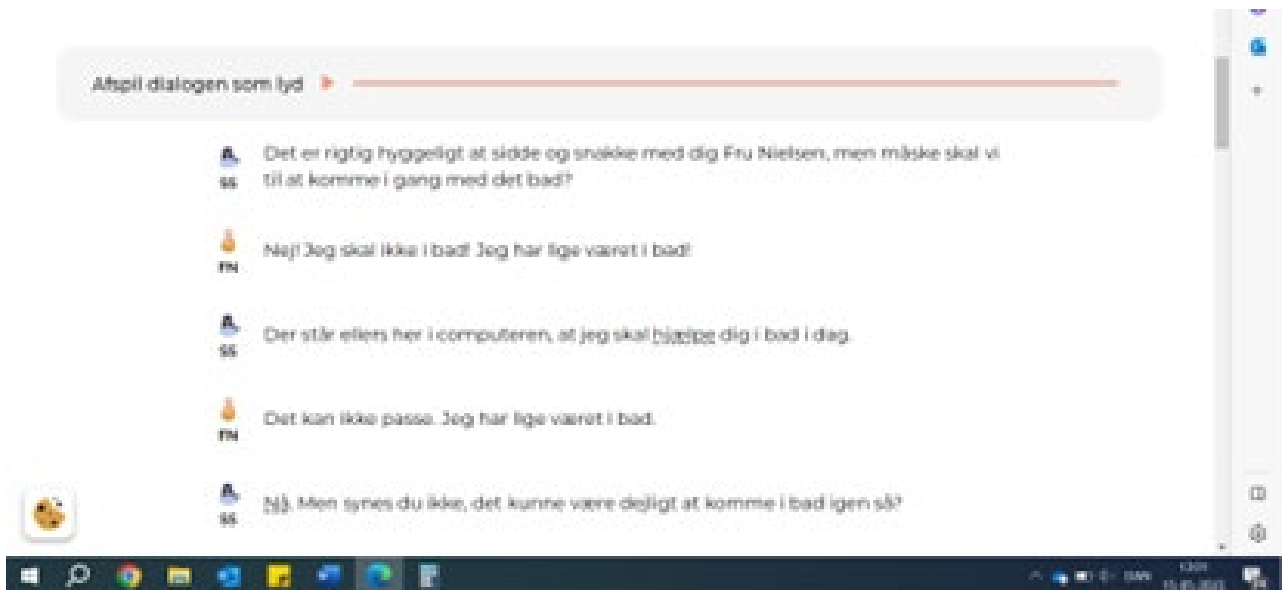 Afspil dialogen som lyd
Det er rigtig hyggeligt at sidde og snakke med dig Fru Nielsen, men måske skal vi
SS til at komme i gang med det bad?
Nej! Jeg skal ikke i bad! Jeg har lige været i bad!
FN
Der står ellers her i computeren, at jeg skal hjælpe dig i bad i dag.
SS
Det kan ikke passe. Jeg har lige været i bad.
FN
Nå. Men synes du ikke, det kunne være dejligt at komme i bad igen så?
SS